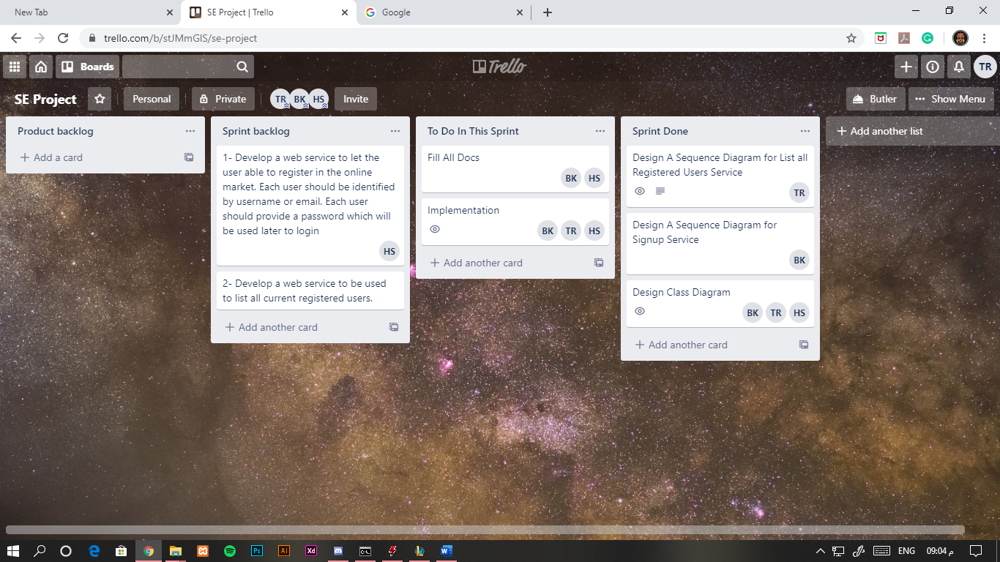 New Tab
SE Project | Trello
Google
trello.com/b/stJMmGIS/se-project
Boards
Trello
TR
SE Project
Personal
Private
TR BK HS
Invite
Butler
Show Menu
Product backlog
Add a card
Sprint backlog
1- Develop a web service to let the
user able to register in the online
market. Each user should be identified
by username or email. Each user
should provide a password which will
be used later to login
HS
2- Develop a web service to be used
to list all current registered users.
Add another card
To Do In This Sprint
Fill All Docs
BK HS
Implementation
BK TR HS
Add another card
Sprint Done
Design A Sequence Diagram for List all
Registered Users Service
TR
Design A Sequence Diagram for
Signup Service
BK
Design Class Diagram
BK TR HS
Add another card
Add another list
Ps
Ai
Xd
C:\.
W
ENG
09:04 م